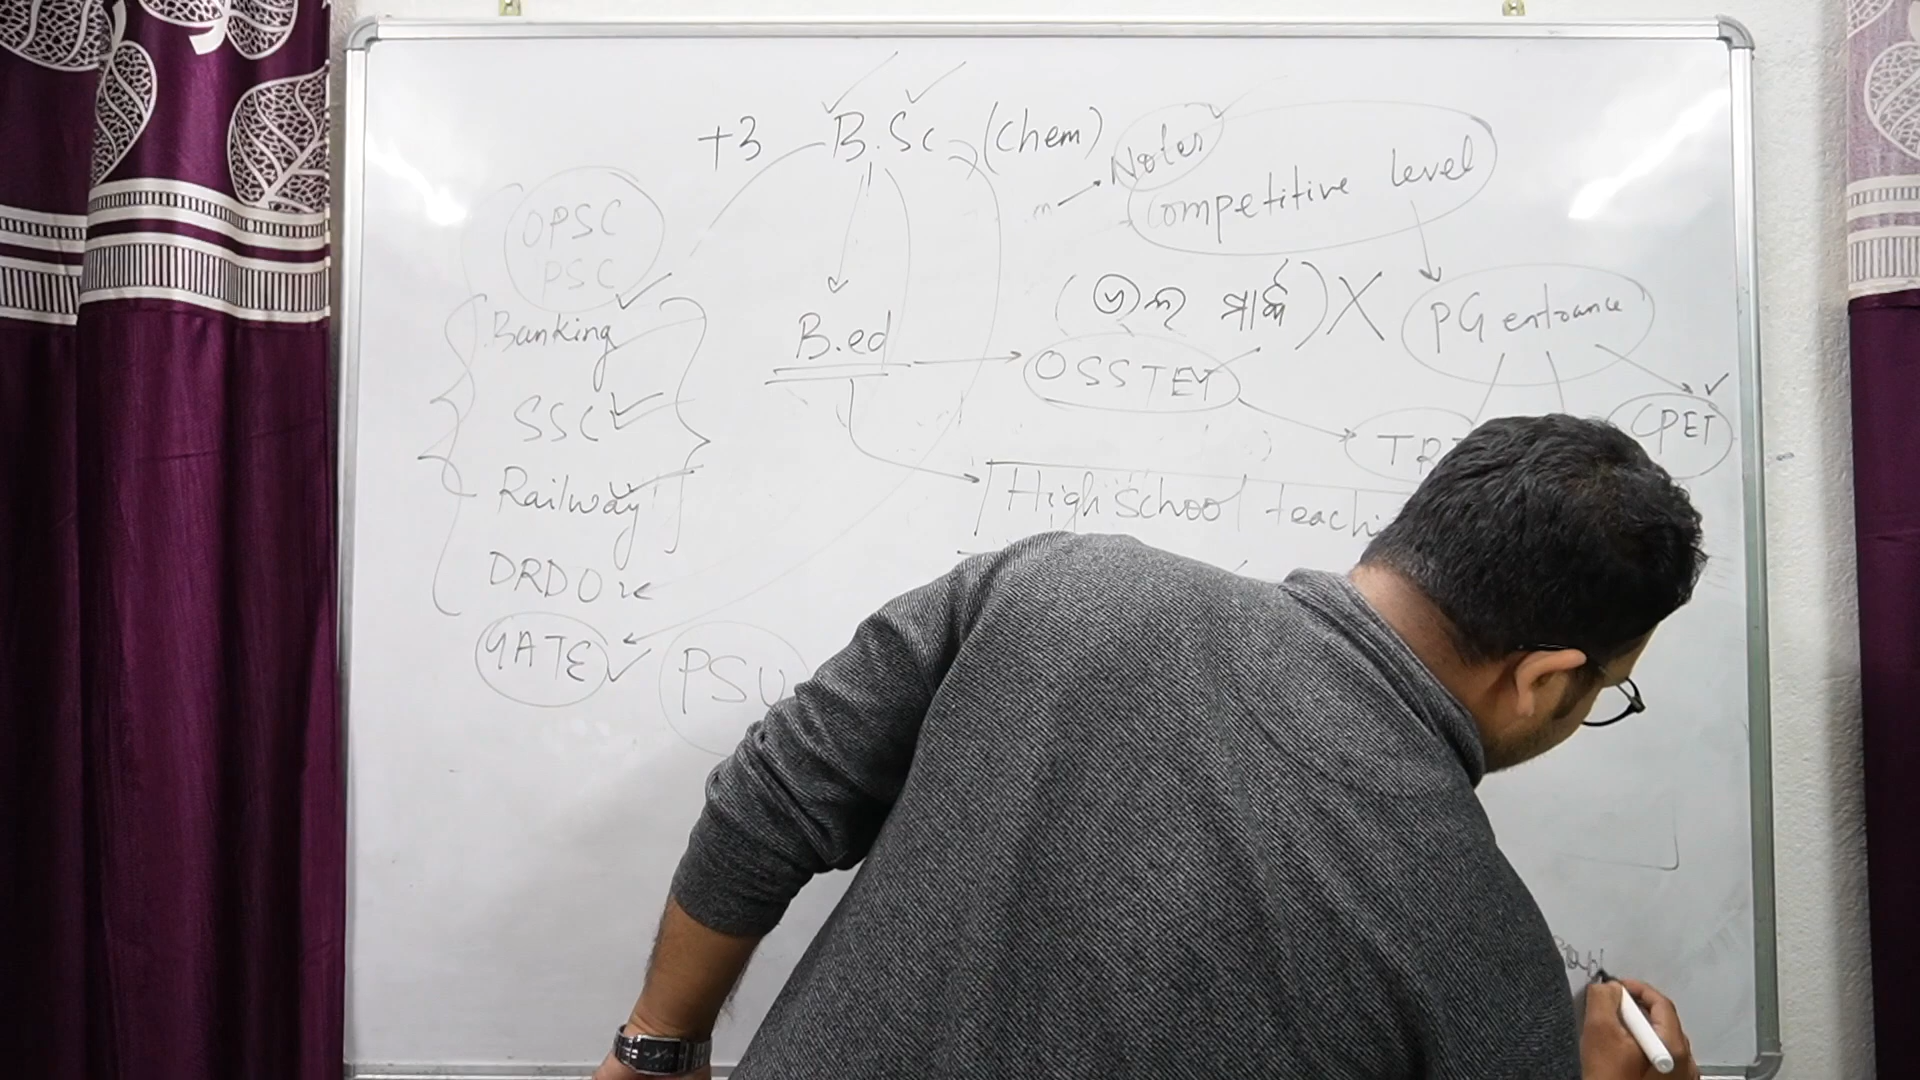 +3 B.Sc (Chem)
Notes
Competitive level
OPSC
PSC
Banking
SSC
Railway
DRDO
GATE
PSU
B.ed
OSSTET
PG entrance
CPET
High School